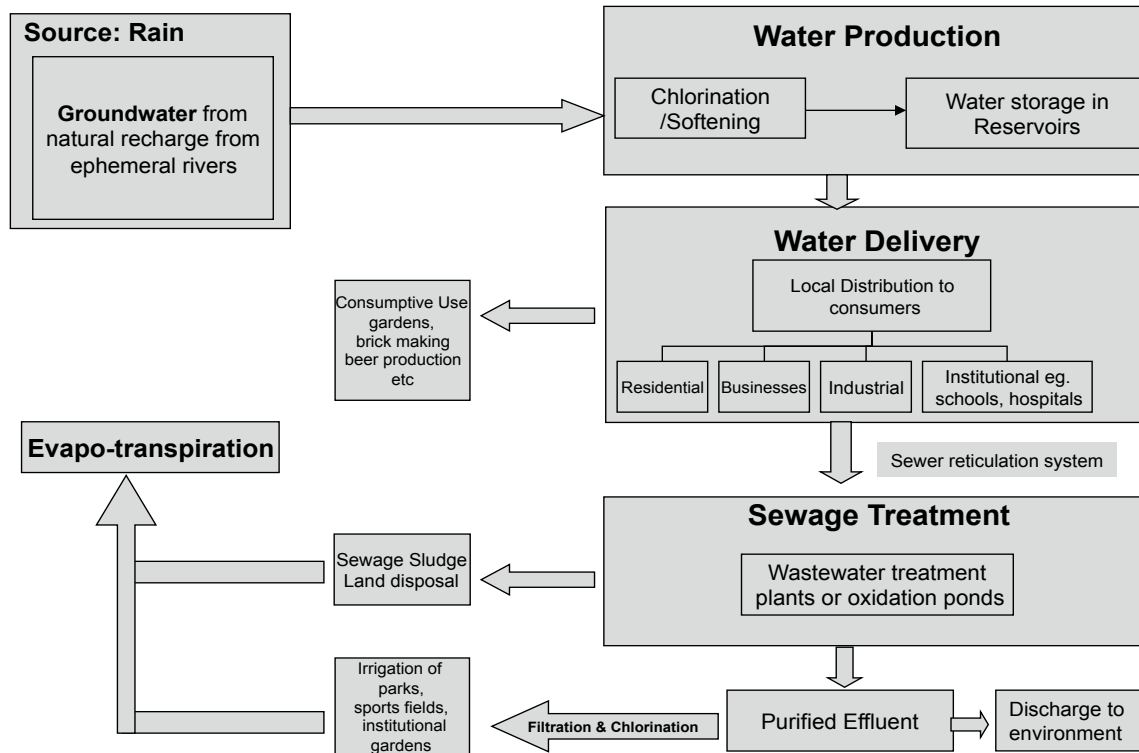 Source: Rain
Groundwater from
natural recharge from
ephemeral rivers
Water Production
Chlorination
/Softening
Water storage in
Reservoirs
Water Delivery
Local Distribution to
consumers
Residential
Businesses
Industrial
Institutional eg.
schools, hospitals
Consumptive Use
gardens,
brick making
beer production
etc
Sewer reticulation system
Evapo-transpiration
Sewage Treatment
Wastewater treatment
plants or oxidation ponds
Sewage Sludge
Land disposal
Purified Effluent
Discharge to
environment
Filtration & Chlorination
Irrigation of
parks,
sports fields,
institutional
gardens